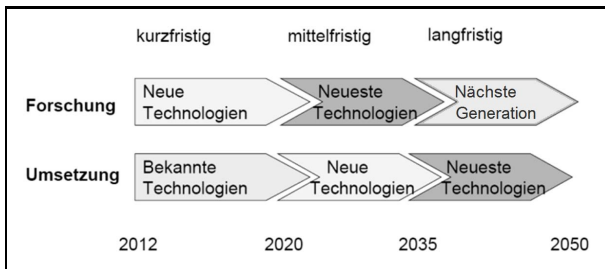 kurzfristig mittelfristig langfristig
Forschung
Neue
Technologien
Neueste
Technologien
Nächste
Generation
Umsetzung
Bekannte
Technologien
Neue
Technologien
Neueste
Technologien
2012 2020 2035 2050